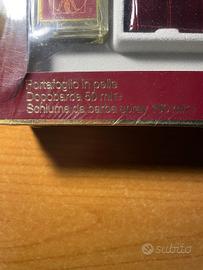 Portafoglio in pelle
Dopobarba 50 ml e
Schiuma da barba spray
subito